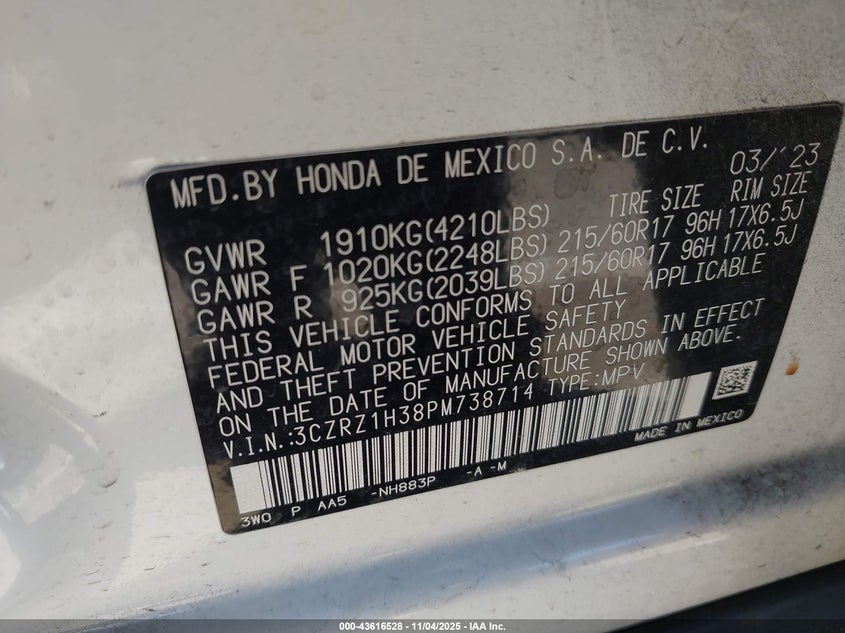 MFD.BY HONDA DE MEXICO S.A. DE C.V. 03/'23
TIRE SIZE RIM SIZE
GVWR 1910KG(4210LBS)
GAWR F 1020KG(2248LBS) 215/60R17 96H 17X6.5J
GAWR R 925KG(2039LBS) 215/60R17 96H 17X6.5J
THIS VEHICLE CONFORMS TO ALL APPLICABLE
FEDERAL MOTOR VEHICLE SAFETY
AND THEFT PREVENTION STANDARDS IN EFFECT
ON THE DATE OF MANUFACTURE SHOWN ABOVE.
V.I.N.:3CZRZ1H38PM738714 TYPE:MPV
MADE IN MEXICO
3WO P AA5 -NH883P -A -M
000-43616528 - 11/04/2025 - IAA Inc.